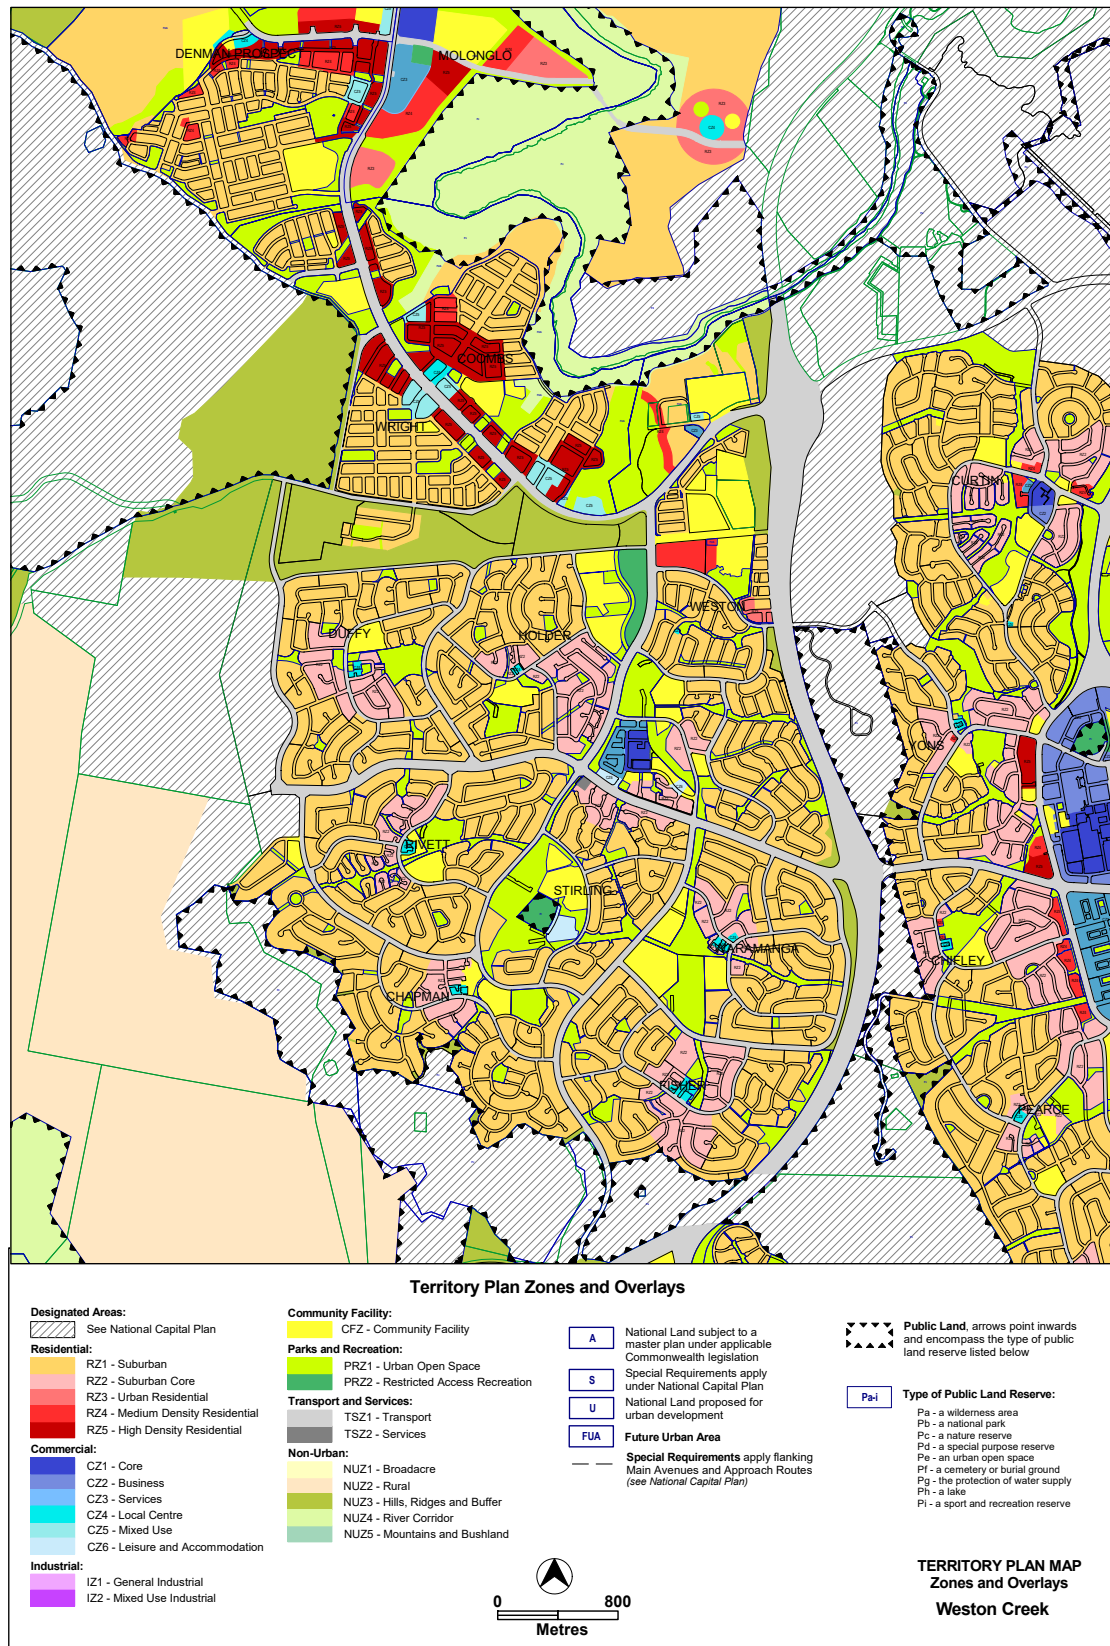 DENMAN PROSPECT
MOLONGLO
COOMBS
WRIGHT
CURTIN
WESTON
DUFFY
HOLDER
LYONS
RIVETT
STIRLING
WARAMANGA
CHIFLEY
CHAPMAN
FISHER
PEARCE
Territory Plan Zones and Overlays
Designated Areas:
See National Capital Plan
Residential:
RZ1 - Suburban
RZ2 - Suburban Core
RZ3 - Urban Residential
RZ4 - Medium Density Residential
RZ5 - High Density Residential
Commercial:
CZ1 - Core
CZ2 - Business
CZ3 - Services
CZ4 - Local Centre
CZ5 - Mixed Use
CZ6 - Leisure and Accommodation
Industrial:
IZ1 - General Industrial
IZ2 - Mixed Use Industrial
Community Facility:
CFZ - Community Facility
Parks and Recreation:
PRZ1 - Urban Open Space
PRZ2 - Restricted Access Recreation
Transport and Services:
TSZ1 - Transport
TSZ2 - Services
Non-Urban:
NUZ1 - Broadacre
NUZ2 - Rural
NUZ3 - Hills, Ridges and Buffer
NUZ4 - River Corridor
NUZ5 - Mountains and Bushland
A
National Land subject to a
master plan under applicable
Commonwealth legislation
S
Special Requirements apply
under National Capital Plan
U
National Land proposed for
urban development
FUA
Future Urban Area
Special Requirements apply flanking
Main Avenues and Approach Routes
(see National Capital Plan)
Public Land, arrows point inwards
and encompass the type of public
land reserve listed below
Pa-i
Type of Public Land Reserve:
Pa - a wilderness area
Pb - a national park
Pc - a nature reserve
Pd - a special purpose reserve
Pe - an urban open space
Pf - a cemetery or burial ground
Pg - the protection of water supply
Ph - a lake
Pi - a sport and recreation reserve
0 800
Metres
TERRITORY PLAN MAP
Zones and Overlays
Weston Creek